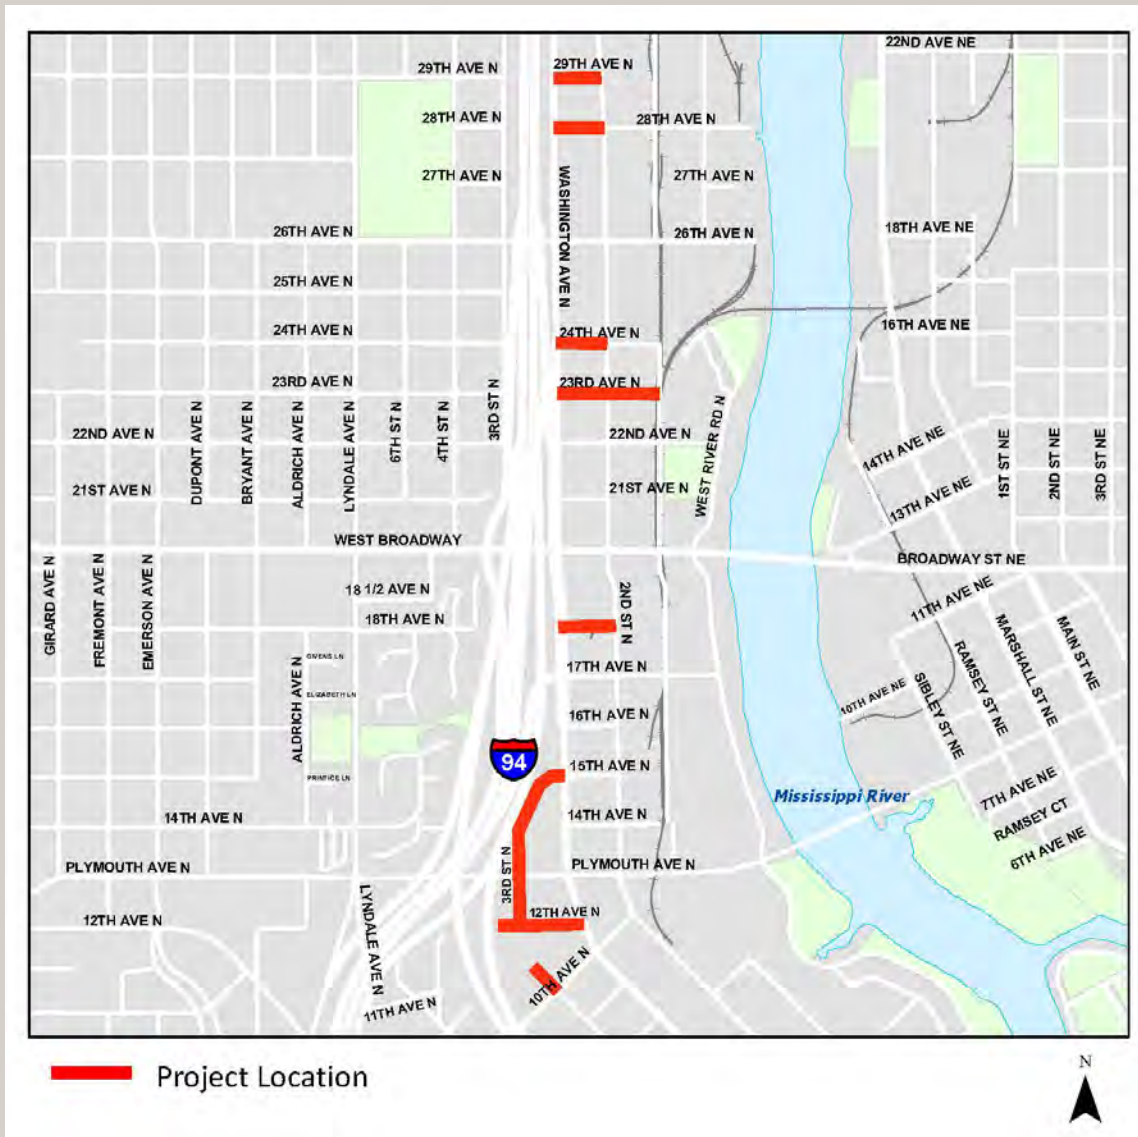 22ND AVE NE
29TH AVE N
29TH AVE N
28TH AVE N
28TH AVE N
27TH AVE N
27TH AVE N
WASHINGTON AVE N
26TH AVE N
26TH AVE N
18TH AVE NE
25TH AVE N
24TH AVE N
24TH AVE N
16TH AVE NE
23RD AVE N
23RD AVE N
3RD ST N
DUPONT AVE N
BRYANT AVE N
ALDRICH AVE N
LYNDALE AVE N
6TH ST N
4TH ST N
WEST RIVER RD N
22ND AVE N
22ND AVE N
14TH AVE NE
1ST ST NE
2ND ST NE
3RD ST NE
21ST AVE N
21ST AVE N
13TH AVE NE
WEST BROADWAY
BROADWAY ST NE
GIRARD AVE N
FREMONT AVE N
EMERSON AVE N
18 1/2 AVE N
2ND ST N
11TH AVE NE
18TH AVE N
MARSHALL ST NE
MAIN ST NE
RAMSEY ST NE
SIBLEY ST NE
GIVENS LN
ALDRICH AVE N
17TH AVE N
ELIZABETH LN
10TH AVE NE
16TH AVE N
94
15TH AVE N
PRINTICE LN
Mississippi River
7TH AVE NE
14TH AVE N
14TH AVE N
RAMSEY CT
6TH AVE NE
PLYMOUTH AVE N
PLYMOUTH AVE N
3RD ST N
LYNDALE AVE N
12TH AVE N
12TH AVE N
10TH AVE N
11TH AVE N
Project Location
N